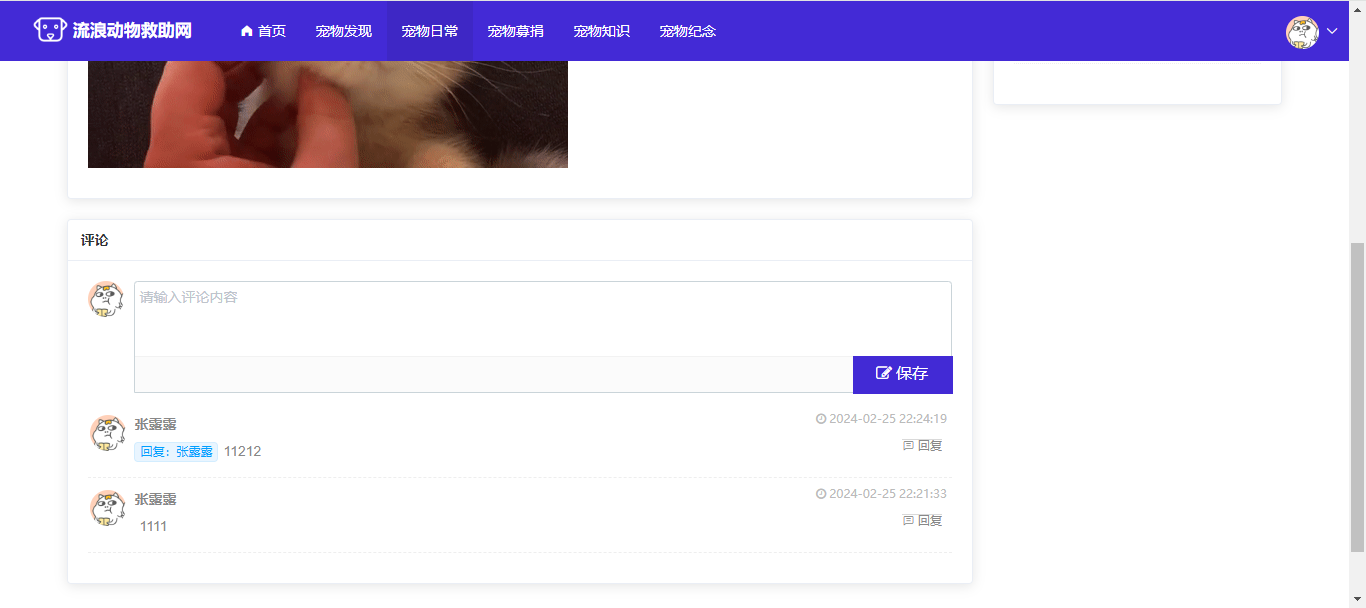 流浪动物救助网 首页 宠物发现 宠物日常 宠物募捐 宠物知识 宠物纪念
评论
请输入评论内容
保存
张露露 2024-02-25 22:24:19
回复：张露露 11212 回复
张露露 2024-02-25 22:21:33
1111 回复